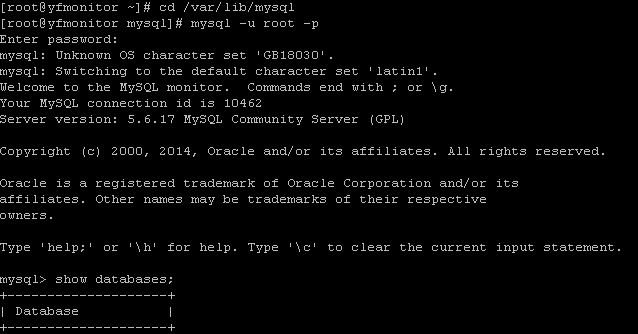 [root@yfmonitor ~]# cd /var/lib/mysql
[root@yfmonitor mysql]# mysql -u root -p
Enter password:
mysql: Unknown OS character set 'GB18030'.
mysql: Switching to the default character set 'latin1'.
Welcome to the MySQL monitor.  Commands end with ; or \g.
Your MySQL connection id is 10462
Server version: 5.6.17 MySQL Community Server (GPL)

Copyright (c) 2000, 2014, Oracle and/or its affiliates. All rights reserved.

Oracle is a registered trademark of Oracle Corporation and/or its
affiliates. Other names may be trademarks of their respective
owners.

Type 'help;' or '\h' for help. Type '\c' to clear the current input statement.

mysql> show databases;
+--------------------+
| Database           |
+--------------------+